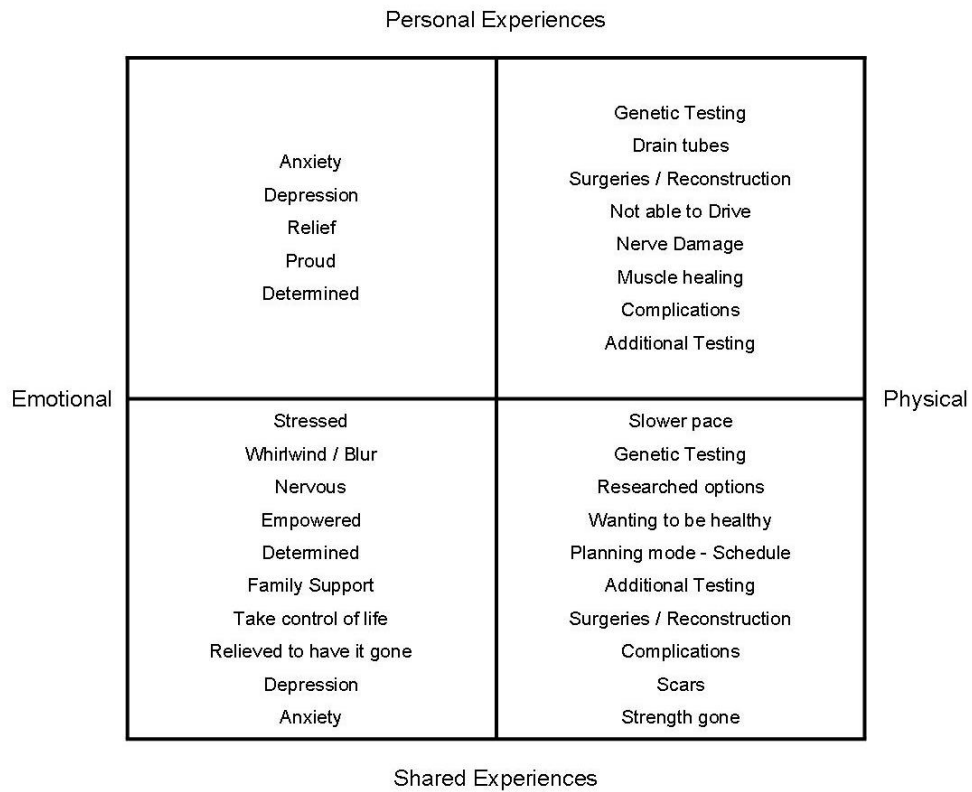 Personal Experiences
Anxiety
Depression
Relief
Proud
Determined
Genetic Testing
Drain tubes
Surgeries / Reconstruction
Not able to Drive
Nerve Damage
Muscle healing
Complications
Additional Testing
Emotional
Physical
Stressed
Whirlwind / Blur
Nervous
Empowered
Determined
Family Support
Take control of life
Relieved to have it gone
Depression
Anxiety
Slower pace
Genetic Testing
Researched options
Wanting to be healthy
Planning mode - Schedule
Additional Testing
Surgeries / Reconstruction
Complications
Scars
Strength gone
Shared Experiences